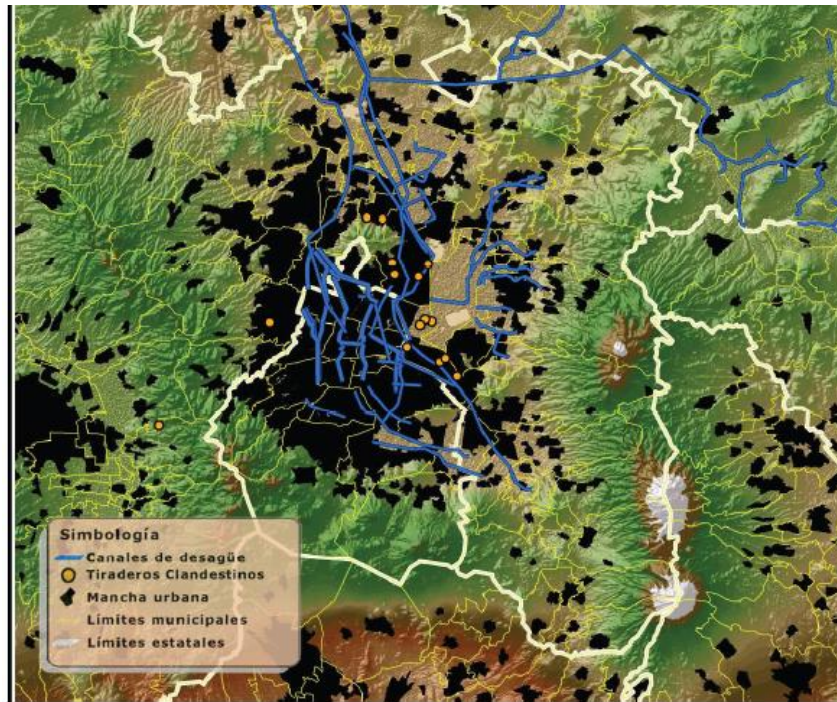 Simbología
Canales de desagüe
Tiraderos Clandestinos
Mancha urbana
Límites municipales
Límites estatales